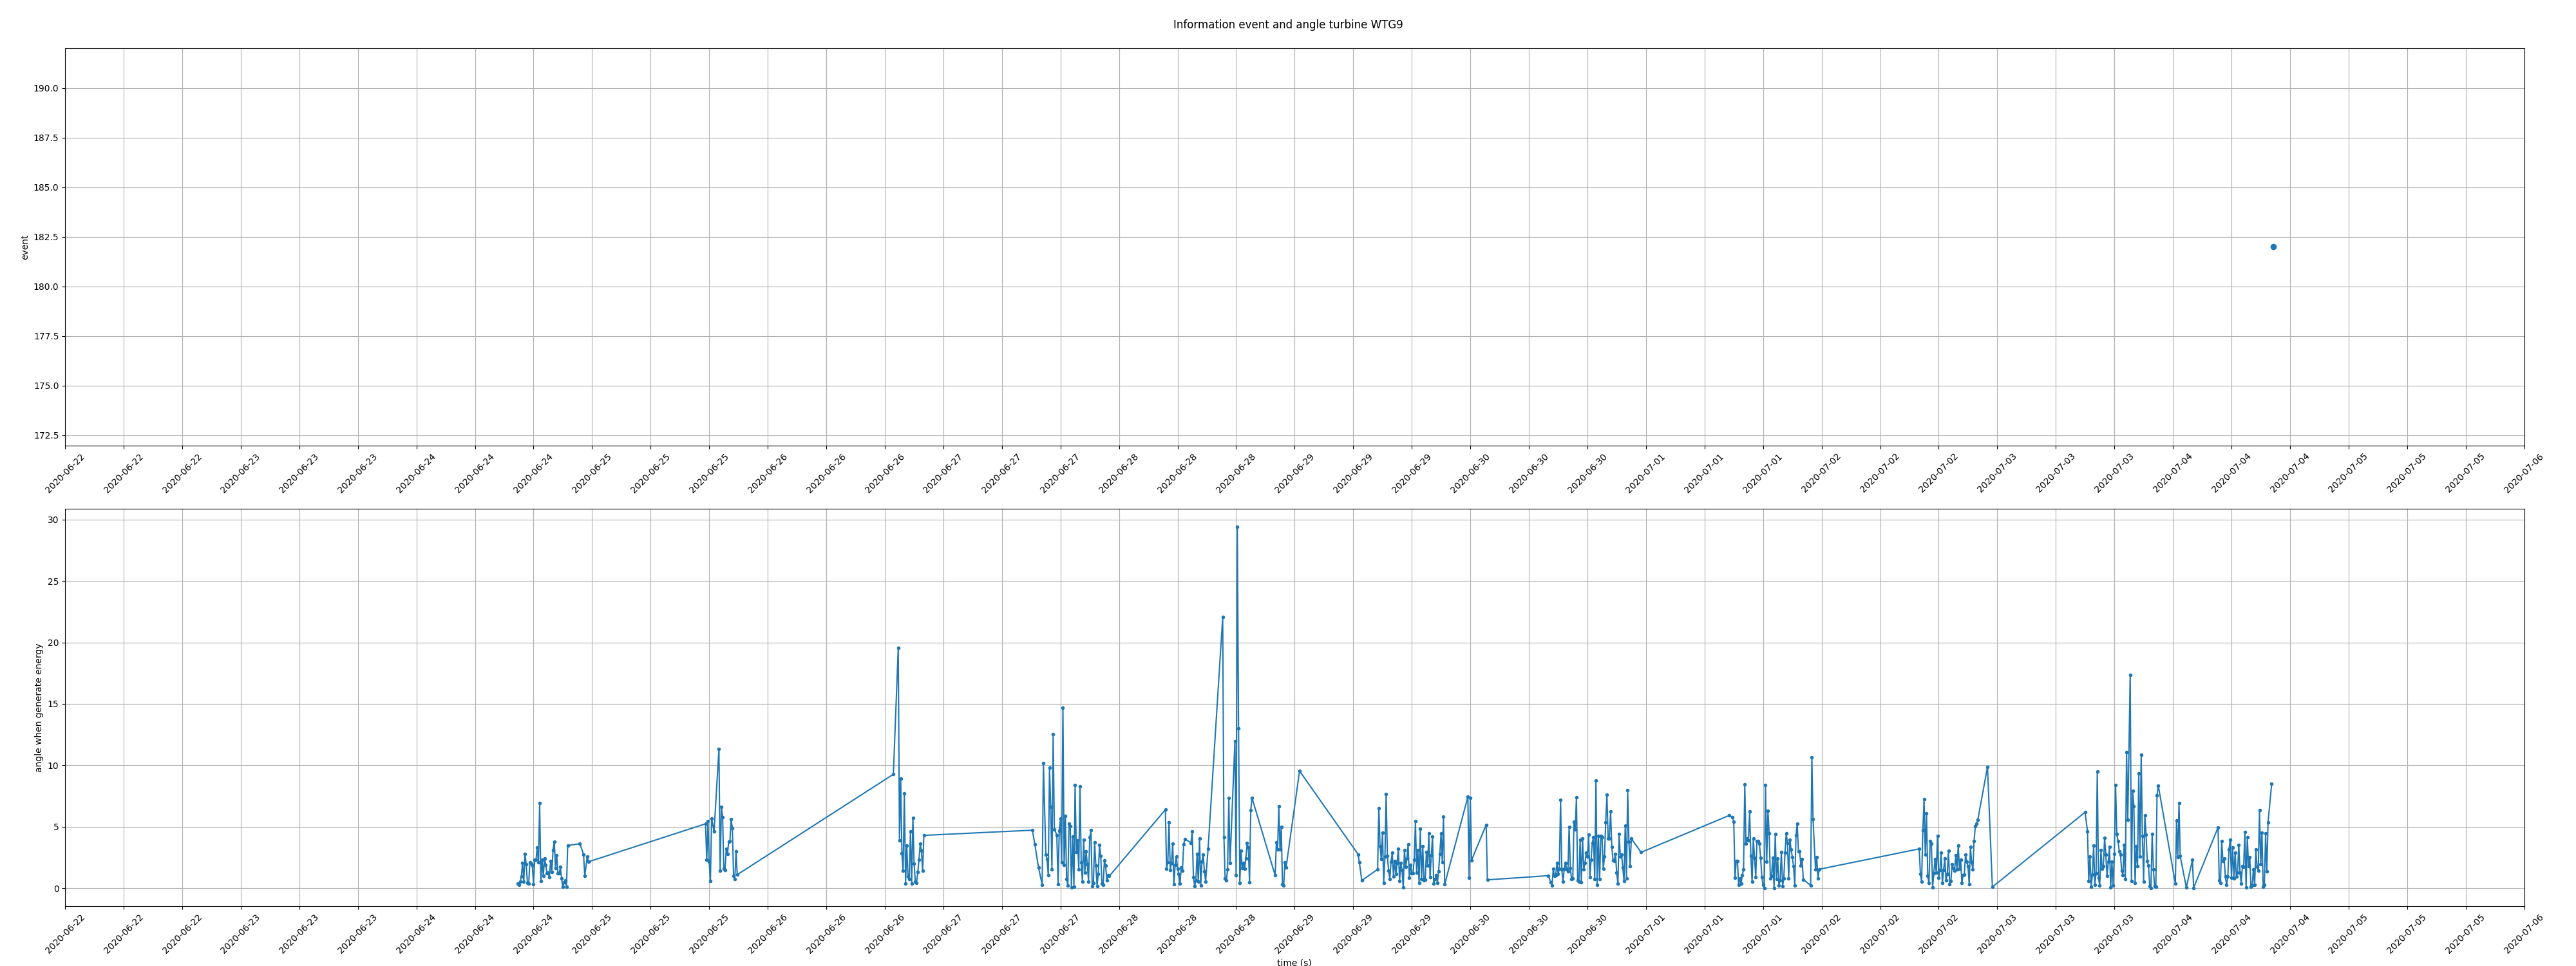 Information event and angle turbine WTG9
event
190.0
187.5
185.0
182.5
180.0
177.5
175.0
172.5
2020-06-22 2020-06-22 2020-06-22 2020-06-23 2020-06-23 2020-06-23 2020-06-24 2020-06-24 2020-06-24 2020-06-25 2020-06-25 2020-06-25 2020-06-26 2020-06-26 2020-06-26 2020-06-27 2020-06-27 2020-06-27 2020-06-28 2020-06-28 2020-06-28 2020-06-29 2020-06-29 2020-06-29 2020-06-30 2020-06-30 2020-06-30 2020-07-01 2020-07-01 2020-07-01 2020-07-02 2020-07-02 2020-07-02 2020-07-03 2020-07-03 2020-07-03 2020-07-04 2020-07-04 2020-07-04 2020-07-05 2020-07-05 2020-07-05 2020-07-06
angle when generate energy
30
25
20
15
10
5
0
2020-06-22 2020-06-22 2020-06-22 2020-06-23 2020-06-23 2020-06-23 2020-06-24 2020-06-24 2020-06-24 2020-06-25 2020-06-25 2020-06-25 2020-06-26 2020-06-26 2020-06-26 2020-06-27 2020-06-27 2020-06-27 2020-06-28 2020-06-28 2020-06-28 2020-06-29 2020-06-29 2020-06-29 2020-06-30 2020-06-30 2020-06-30 2020-07-01 2020-07-01 2020-07-01 2020-07-02 2020-07-02 2020-07-02 2020-07-03 2020-07-03 2020-07-03 2020-07-04 2020-07-04 2020-07-04 2020-07-05 2020-07-05 2020-07-05 2020-07-06
time (s)